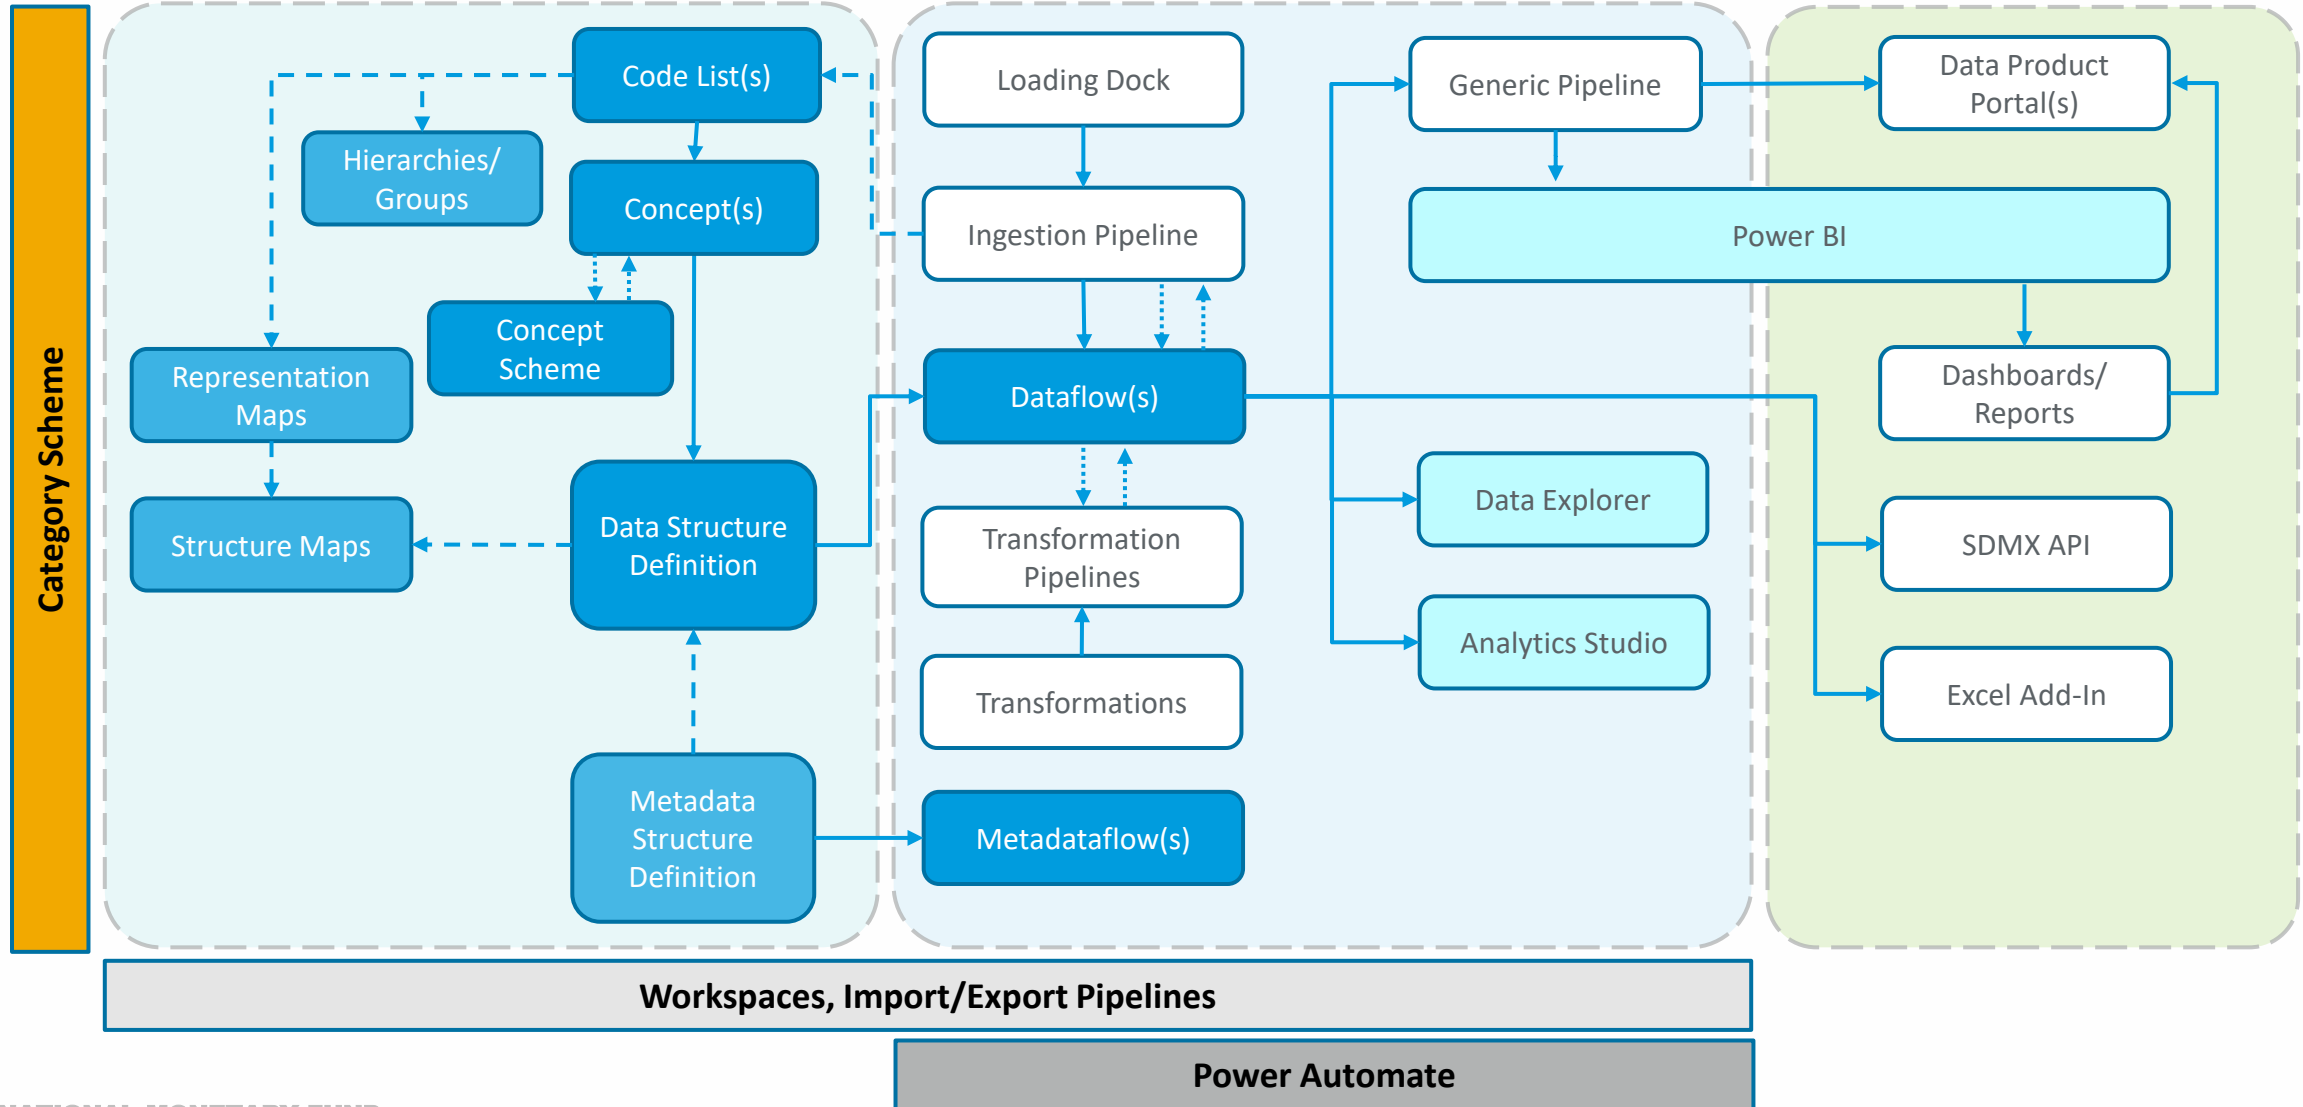 Category Scheme
Code List(s)
Hierarchies/
Groups
Concept(s)
Concept
Scheme
Representation
Maps
Structure Maps
Data Structure
Definition
Metadata
Structure
Definition
Loading Dock
Ingestion Pipeline
Dataflow(s)
Transformation
Pipelines
Transformations
Metadataflow(s)
Generic Pipeline
Power BI
Data Explorer
Analytics Studio
Data Product
Portal(s)
Dashboards/
Reports
SDMX API
Excel Add-In
Workspaces, Import/Export Pipelines
Power Automate